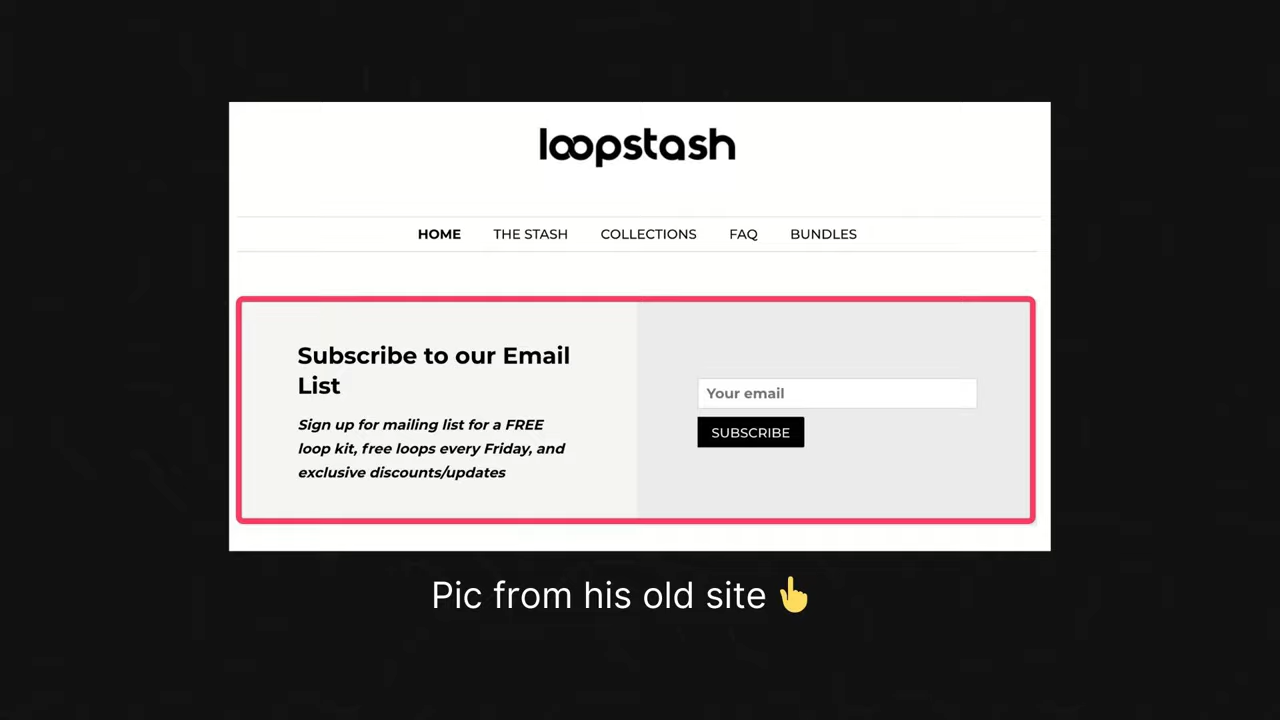 loopstash
HOME THE STASH COLLECTIONS FAQ BUNDLES
Subscribe to our Email
List
Sign up for mailing list for a FREE
loop kit, free loops every Friday, and
exclusive discounts/updates
Your email
SUBSCRIBE
Pic from his old site 👆